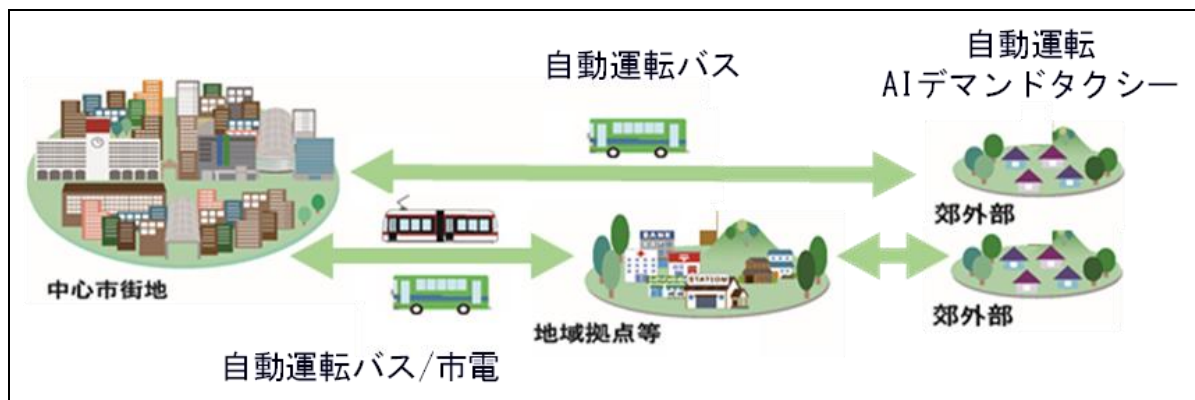 自動運転バス
自動運転
AIデマンドタクシー
郊外部
BANK
STATION
中心市街地
地域拠点等
郊外部
自動運転バス/市電